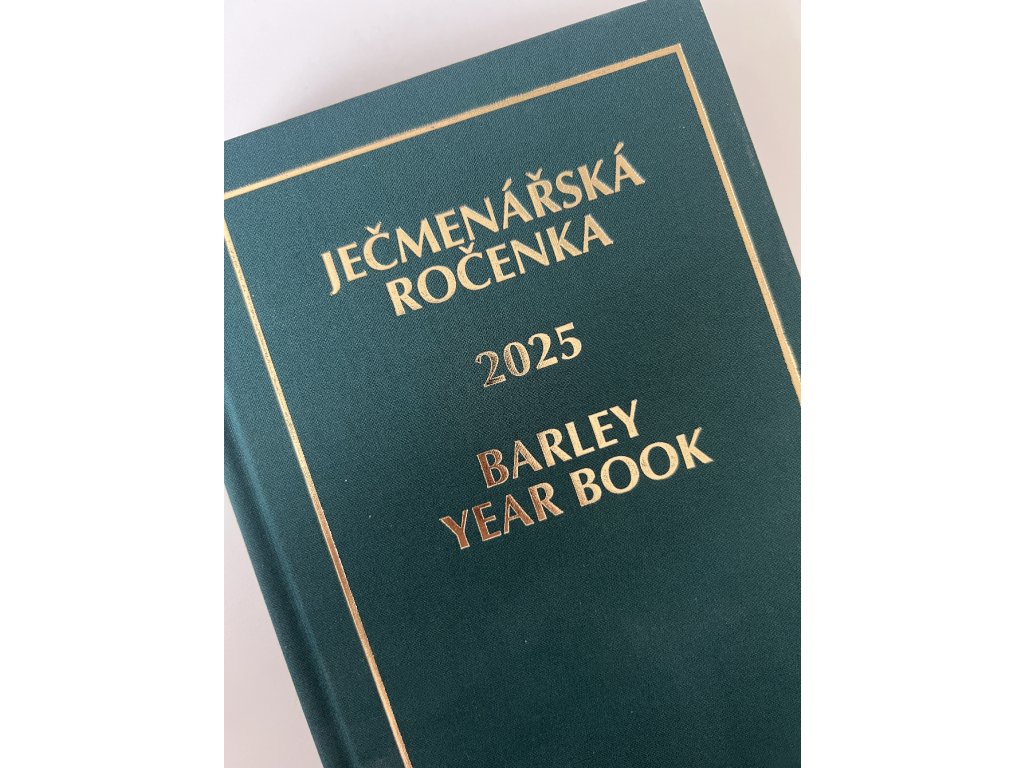 JEČMENÁŘSKÁ
ROČENKA
2025
BARLEY
YEAR BOOK